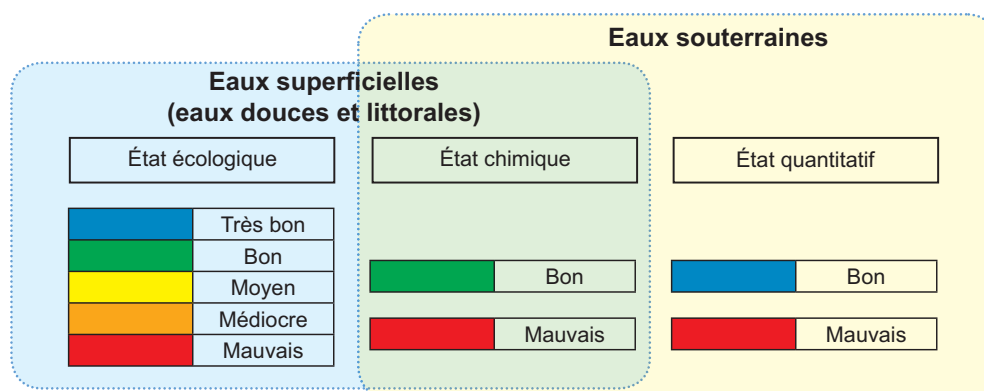 Eaux souterraines
Eaux superficielles
(eaux douces et littorales)
État écologique
État chimique
État quantitatif
Très bon
Bon
Moyen
Médiocre
Mauvais
Bon
Mauvais
Bon
Mauvais